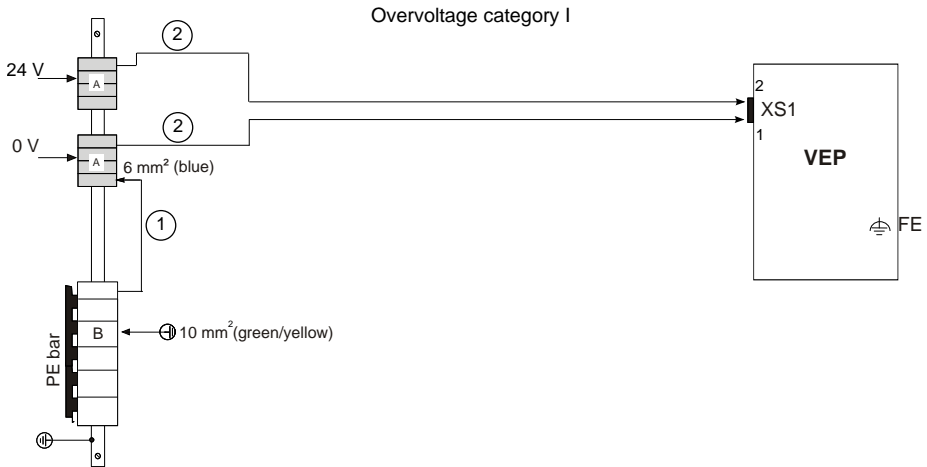 Overvoltage category I
2
24 V
A
2
XS1
2
1
0 V
A
6 mm² (blue)
VEP
1
FE
B
10 mm²(green/yellow)
PE bar